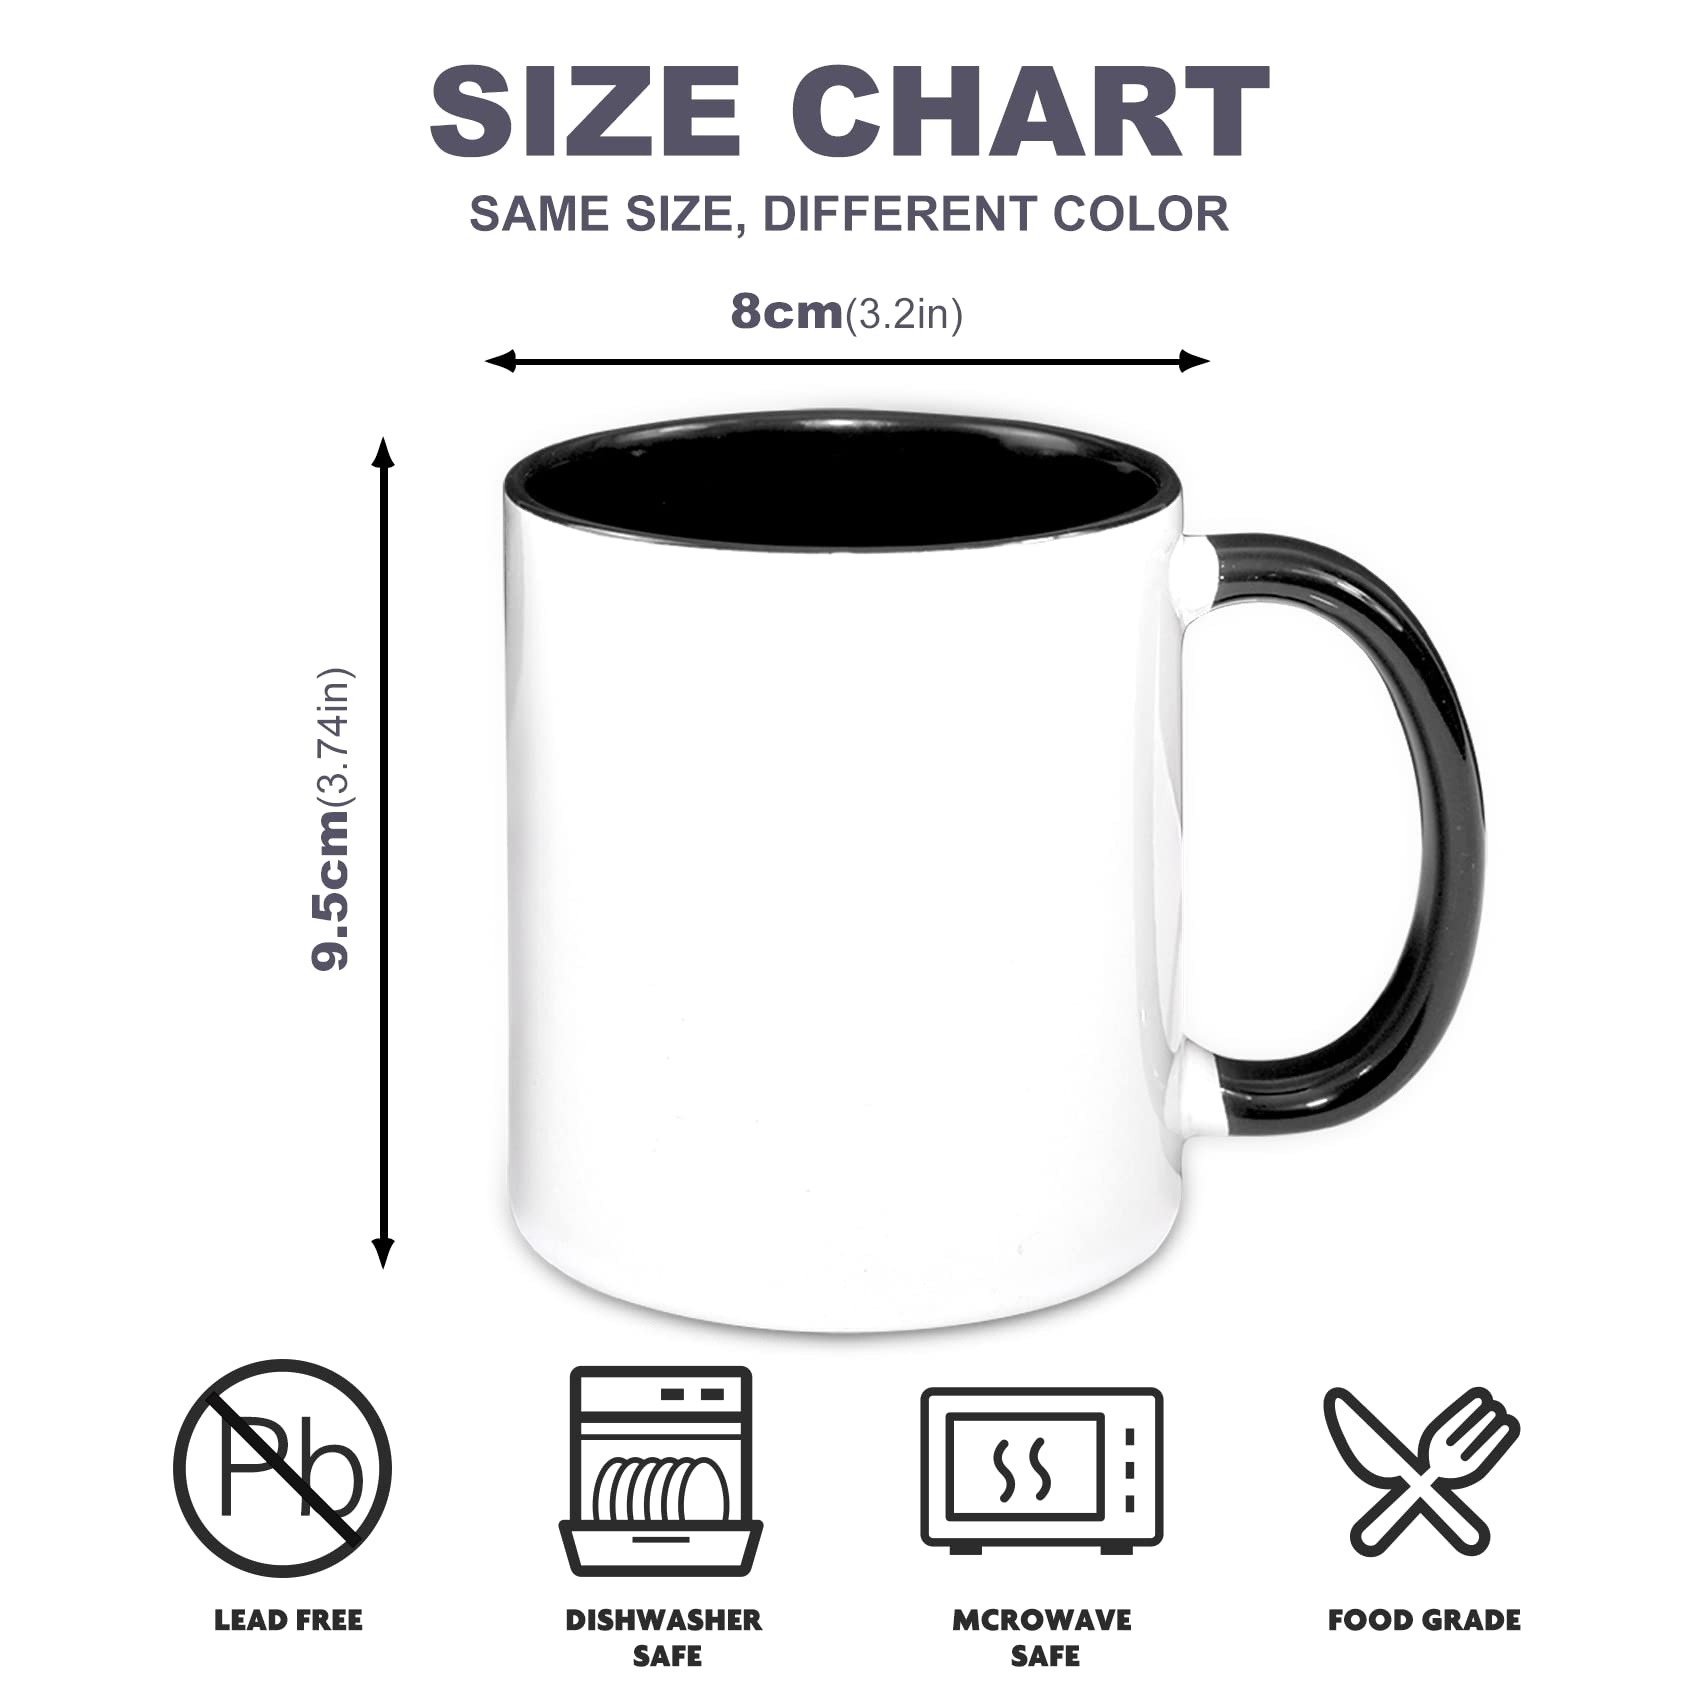 SIZE CHART
SAME SIZE, DIFFERENT COLOR
8cm(3.2in)
9.5cm(3.74in)
Pb
LEAD FREE
DISHWASHER
SAFE
MCROWAVE
SAFE
FOOD GRADE